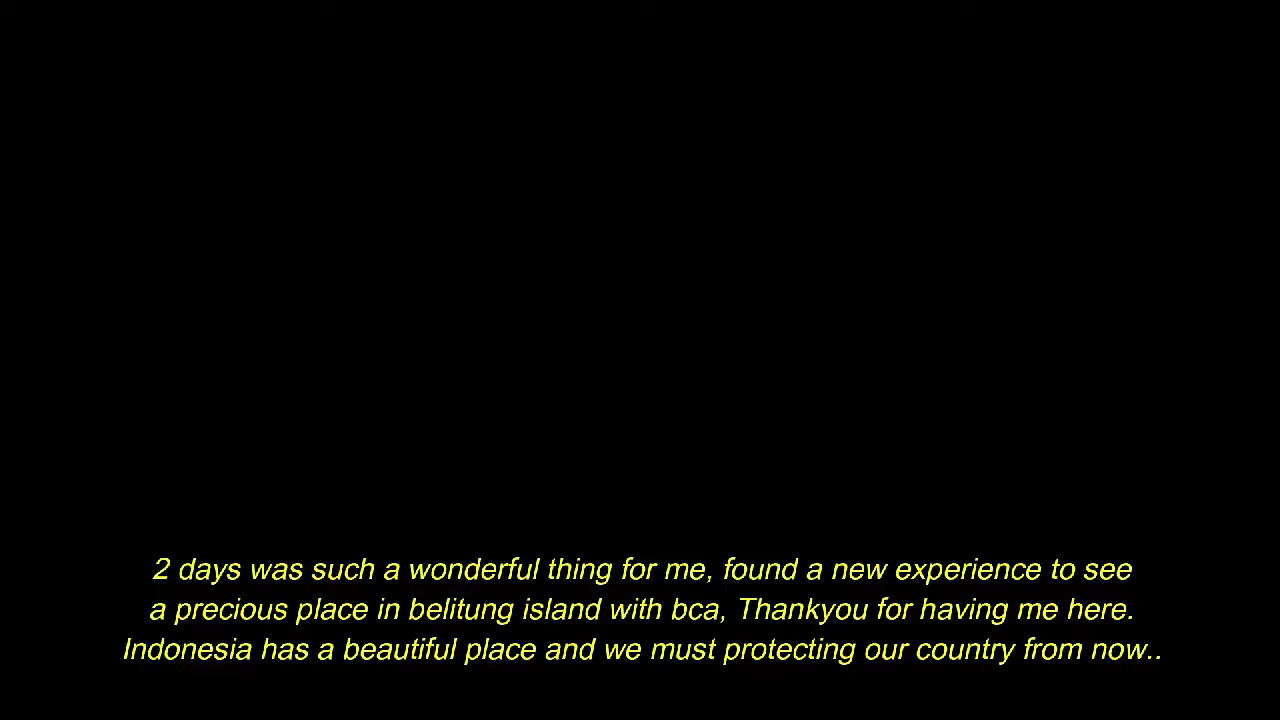 2 days was such a wonderful thing for me, found a new experience to see
a precious place in belitung island with bca, Thankyou for having me here.
Indonesia has a beautiful place and we must protecting our country from now..